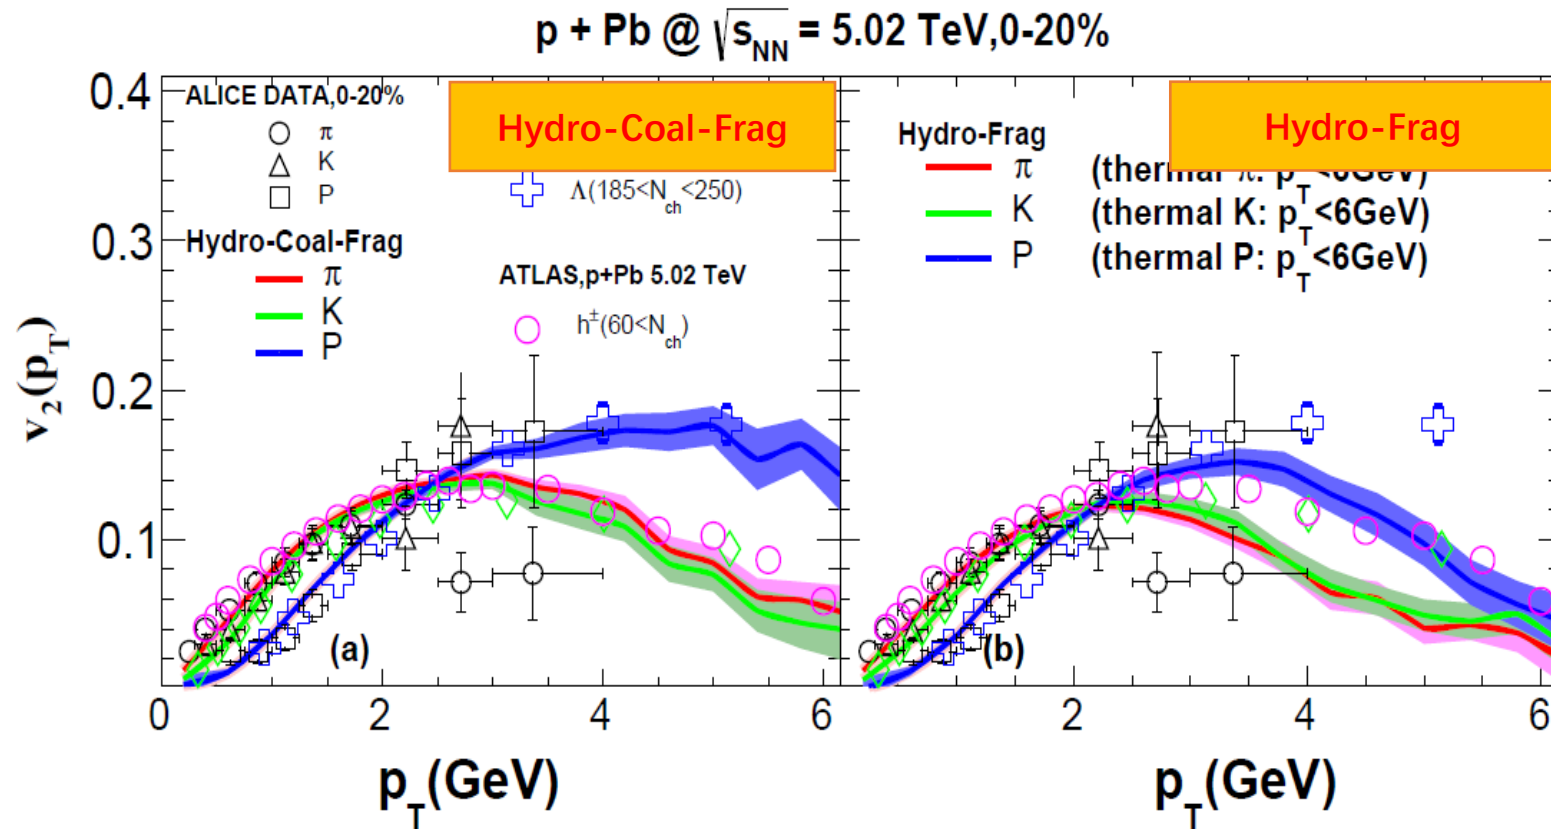 p + Pb @ √s_NN = 5.02 TeV,0-20%
v_2(p_T)
0.4
0.3
0.2
0.1
ALICE DATA,0-20%
π
K
P
Hydro-Coal-Frag
Λ(185<N_ch<250)
Hydro-Coal-Frag
π
K
P
ATLAS,p+Pb 5.02 TeV
h^±(60<N_ch)
(a)
Hydro-Frag
Hydro-Frag
π (thermal π: p_T<6GeV)
K (thermal K: p_T<6GeV)
P (thermal P: p_T<6GeV)
(b)
0 2 4 6
2 4 6
p_T(GeV)
p_T(GeV)